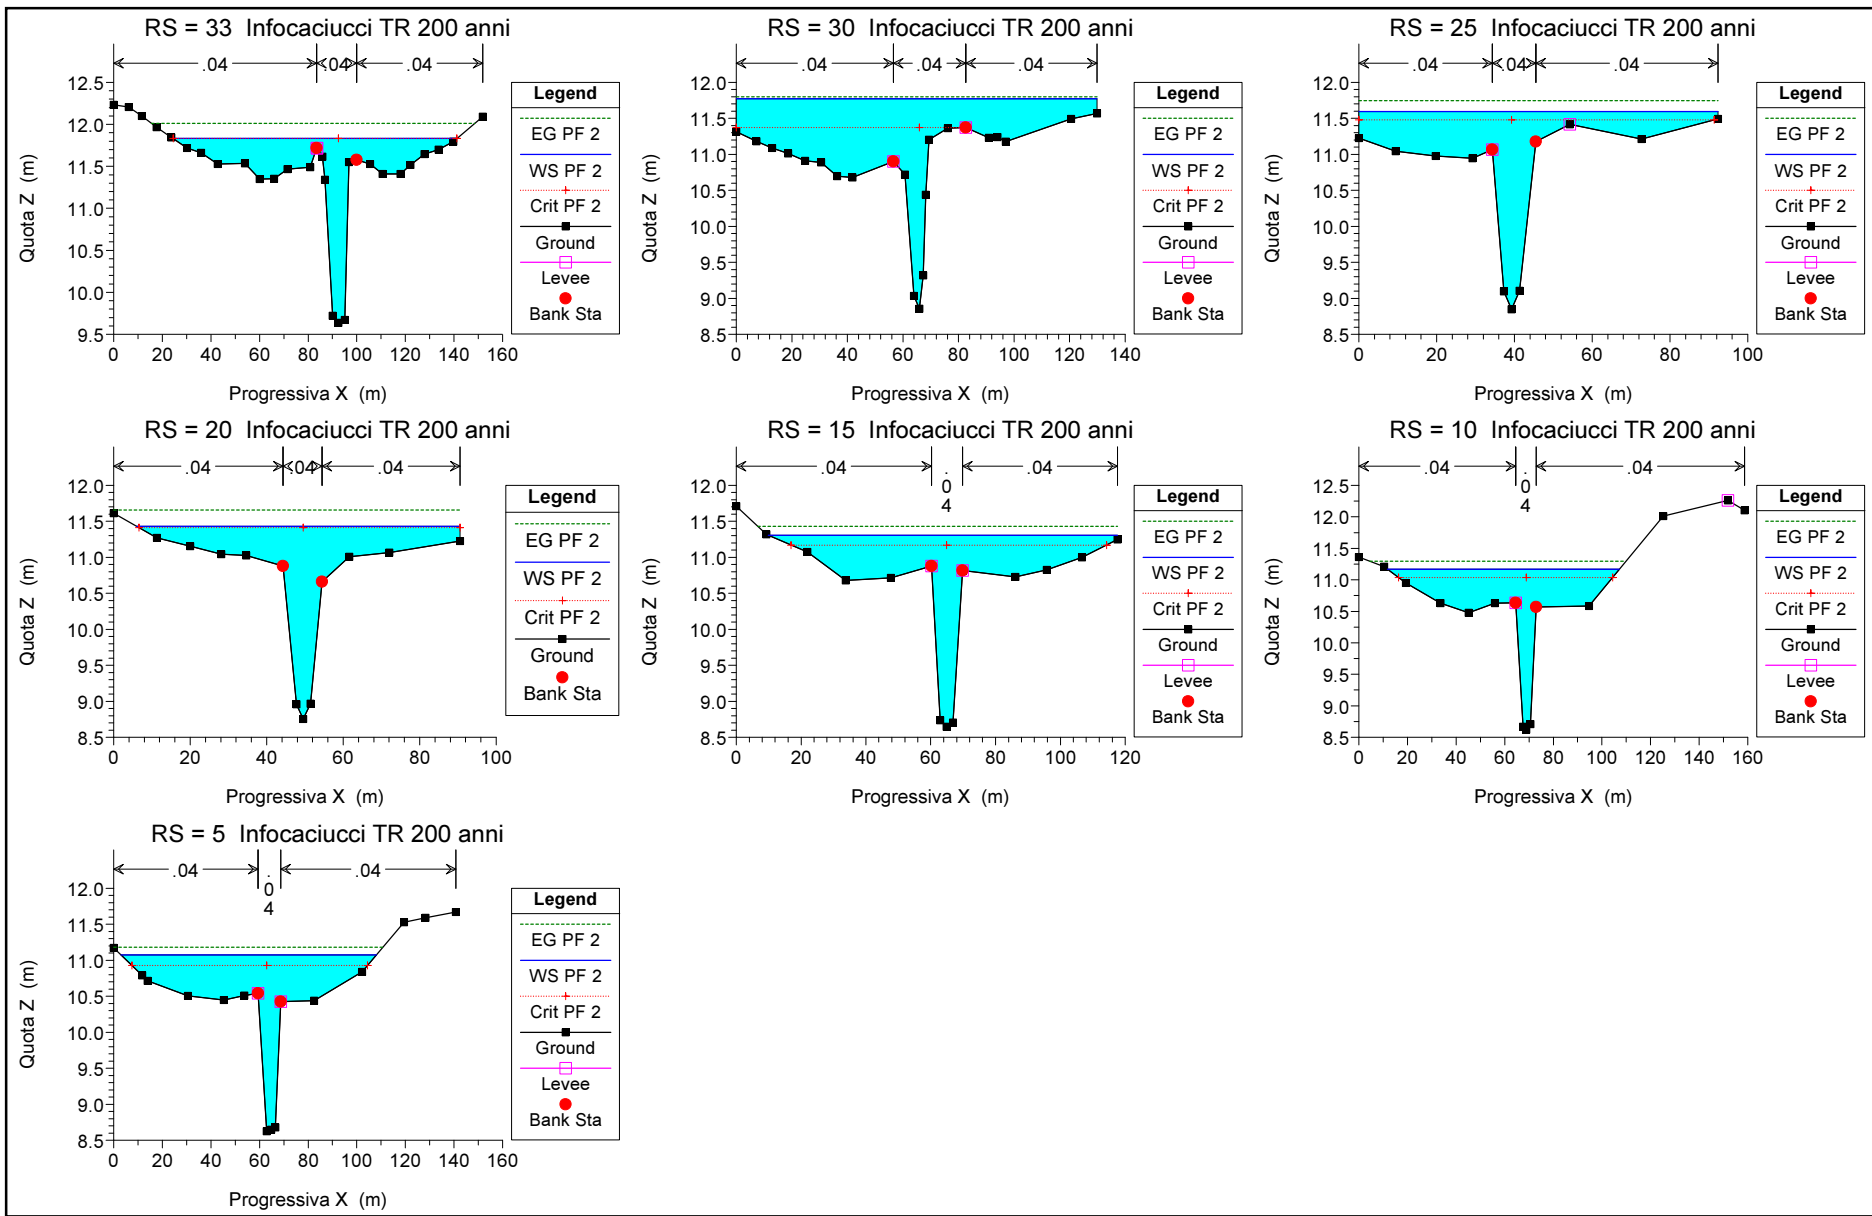 RS = 33 Infocaciucci TR 200 anni
.04 .04 .04
12.5
12.0
11.5
11.0
10.5
10.0
9.5
0 20 40 60 80 100 120 140 160
Progressiva X (m)
Quota Z (m)
Legend
EG PF 2
WS PF 2
Crit PF 2
Ground
Levee
Bank Sta
RS = 30 Infocaciucci TR 200 anni
.04 .04 .04
12.0
11.5
11.0
10.5
10.0
9.5
9.0
8.5
0 20 40 60 80 100 120 140
Progressiva X (m)
Quota Z (m)
Legend
EG PF 2
WS PF 2
Crit PF 2
Ground
Levee
Bank Sta
RS = 25 Infocaciucci TR 200 anni
.04 .04 .04
12.0
11.5
11.0
10.5
10.0
9.5
9.0
8.5
0 20 40 60 80 100
Progressiva X (m)
Quota Z (m)
Legend
EG PF 2
WS PF 2
Crit PF 2
Ground
Levee
Bank Sta
RS = 20 Infocaciucci TR 200 anni
.04 .04 .04
12.0
11.5
11.0
10.5
10.0
9.5
9.0
8.5
0 20 40 60 80 100
Progressiva X (m)
Quota Z (m)
Legend
EG PF 2
WS PF 2
Crit PF 2
Ground
Bank Sta
RS = 15 Infocaciucci TR 200 anni
.04 .04 .04
12.0
11.5
11.0
10.5
10.0
9.5
9.0
8.5
0 20 40 60 80 100 120
Progressiva X (m)
Quota Z (m)
Legend
EG PF 2
WS PF 2
Crit PF 2
Ground
Levee
Bank Sta
RS = 10 Infocaciucci TR 200 anni
.04 .04 .04
12.5
12.0
11.5
11.0
10.5
10.0
9.5
9.0
8.5
0 20 40 60 80 100 120 140 160
Progressiva X (m)
Quota Z (m)
Legend
EG PF 2
WS PF 2
Crit PF 2
Ground
Levee
Bank Sta
RS = 5 Infocaciucci TR 200 anni
.04 .04 .04
12.0
11.5
11.0
10.5
10.0
9.5
9.0
8.5
0 20 40 60 80 100 120 140 160
Progressiva X (m)
Quota Z (m)
Legend
EG PF 2
WS PF 2
Crit PF 2
Ground
Levee
Bank Sta